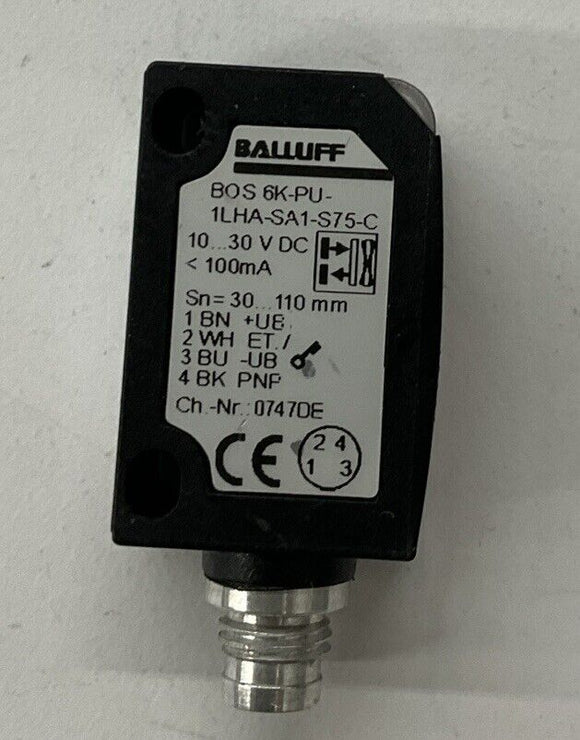 BALLUFF
BOS 6K-PU-
1LHA-SA1-S75-C
10...30 V DC
< 100mA
Sn= 30...110 mm
1 BN +UB
2 WH ET./
3 BU -UB
4 BK PNP
Ch.-Nr.: 0747DE
CE
2 4
1 3